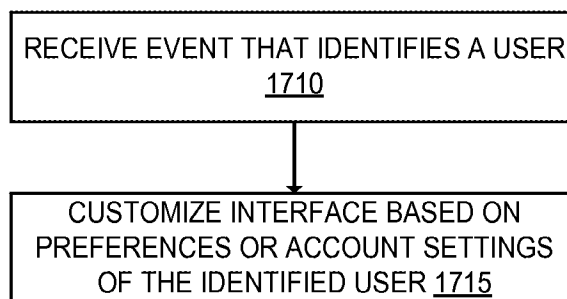 RECEIVE EVENT THAT IDENTIFIES A USER
1710
CUSTOMIZE INTERFACE BASED ON
PREFERENCES OR ACCOUNT SETTINGS
OF THE IDENTIFIED USER 1715